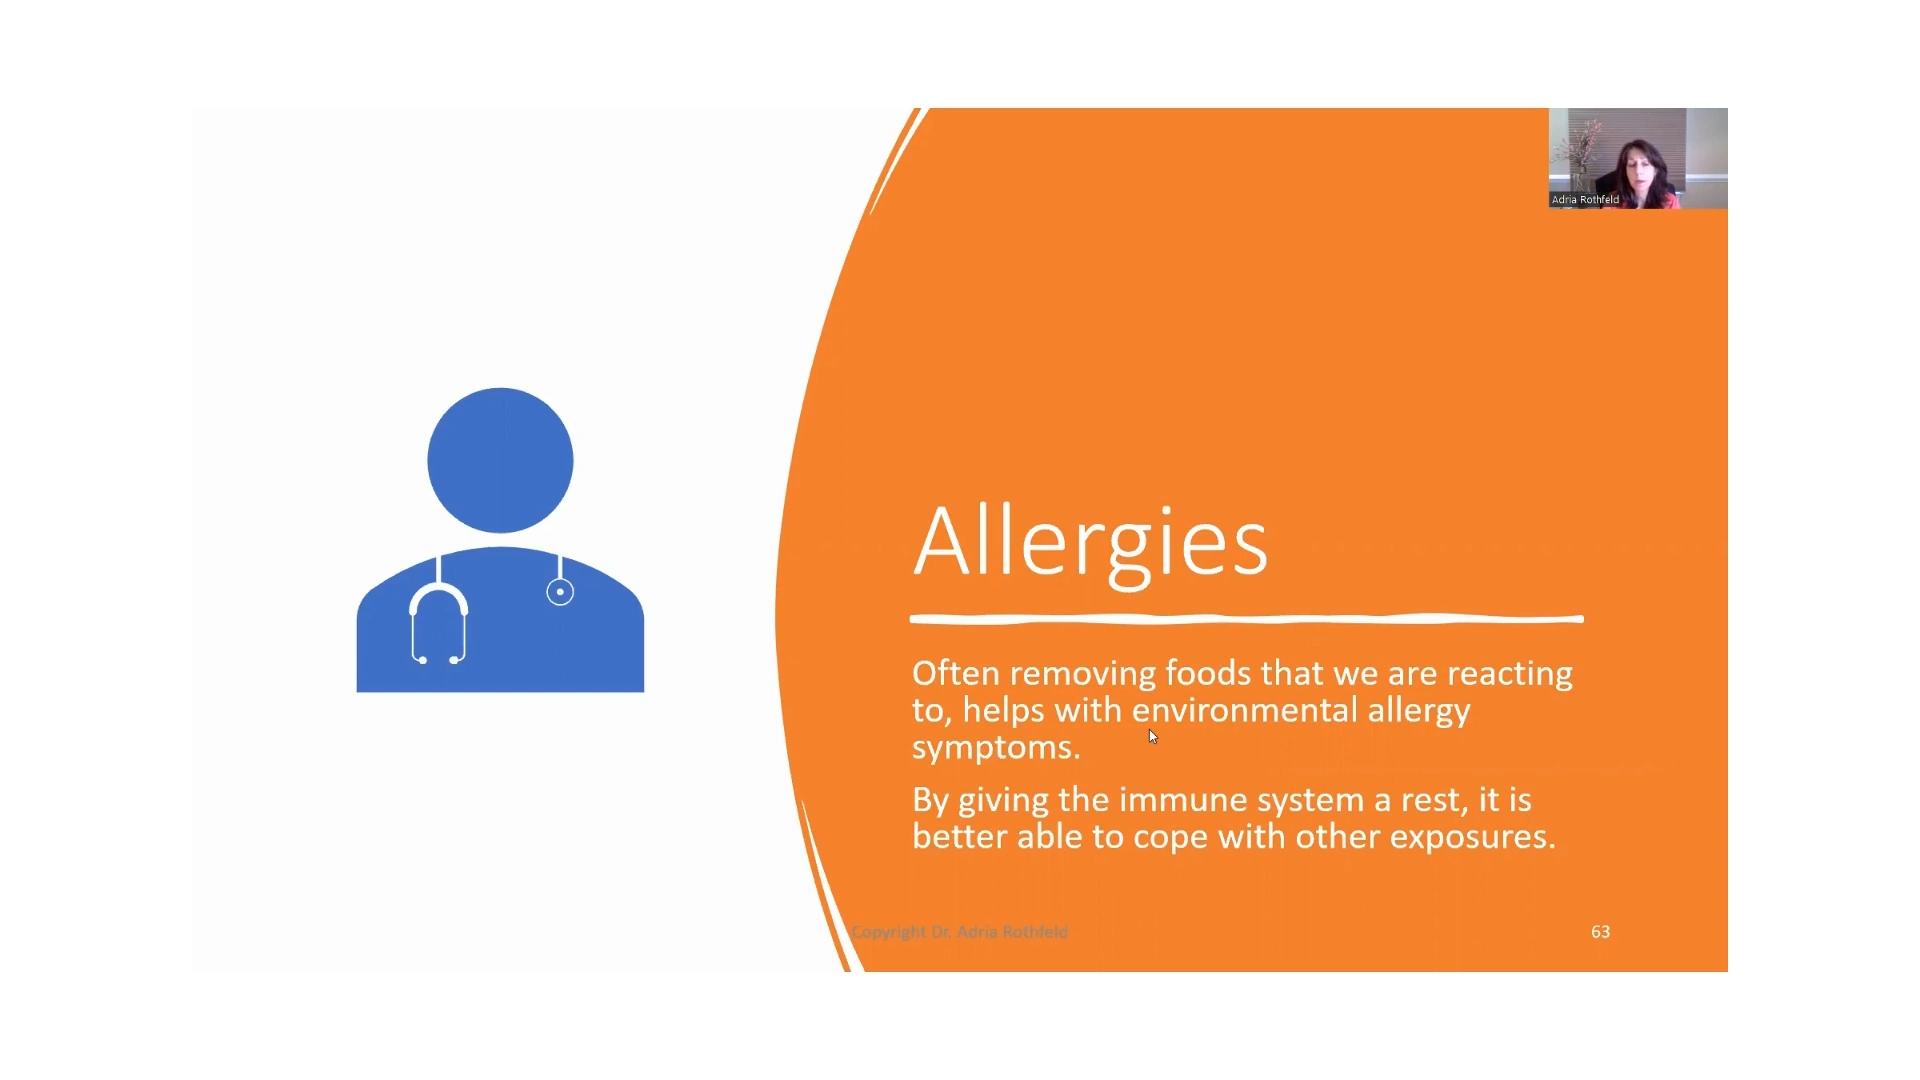 Adria Rothfeld
Allergies
Often removing foods that we are reacting
to, helps with environmental allergy
symptoms.
By giving the immune system a rest, it is
better able to cope with other exposures.
Copyright Dr. Adria Rothfeld
63